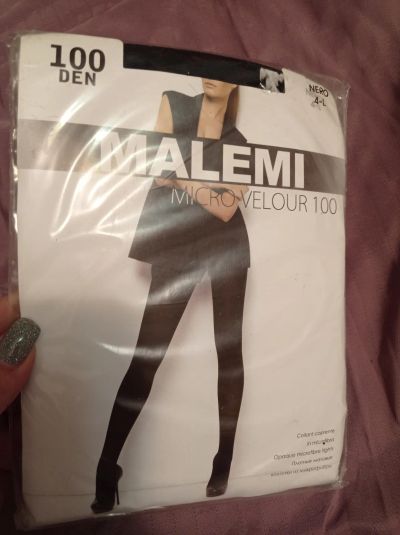 100
DEN
NERO
4-L
MALEMI
MICRO VELOUR 100
Collant coprente
in microfibra
Opaque microfibre tights
Плотные матовые
колготки из микрофибры